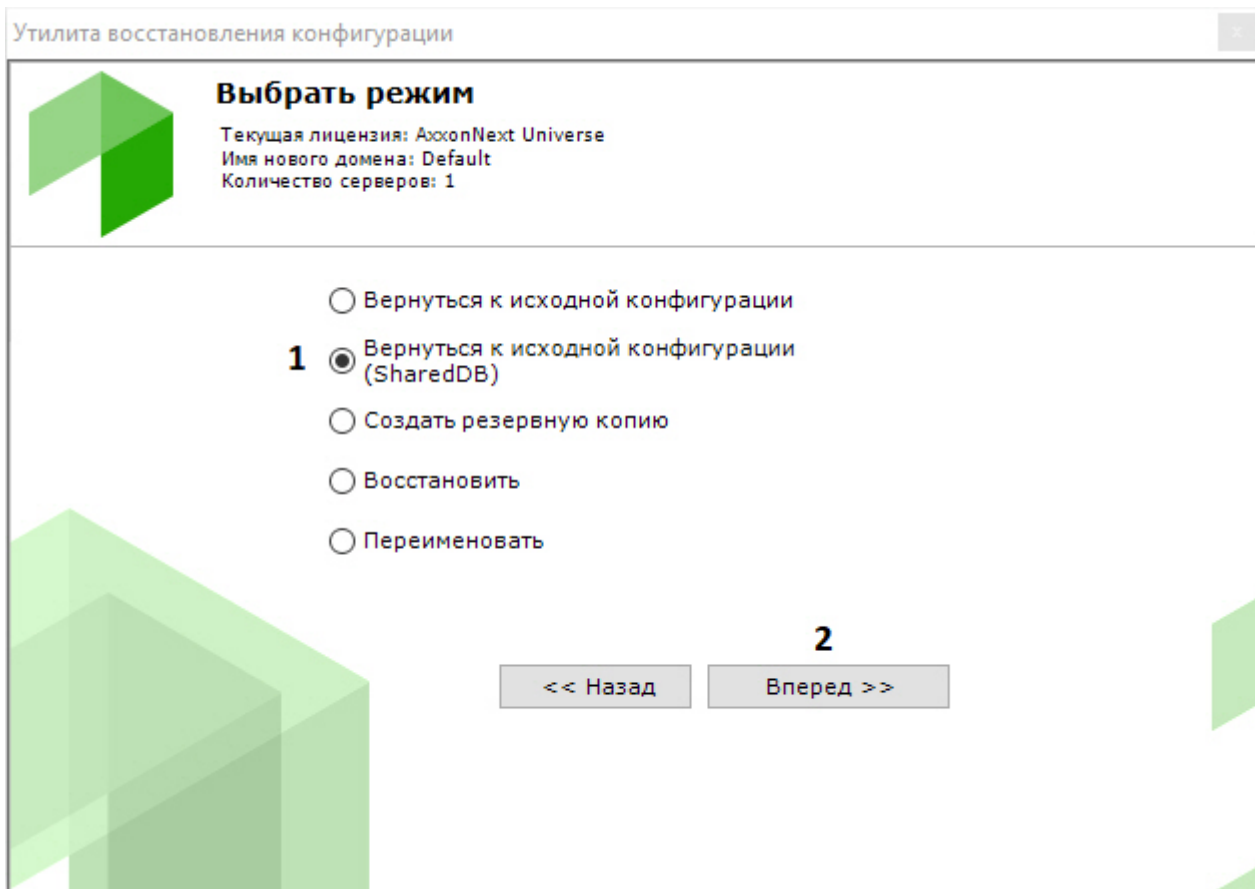 Утилита восстановления конфигурации
x
Выбрать режим
Текущая лицензия: AxxonNext Universe
Имя нового домена: Default
Количество серверов: 1
Вернуться к исходной конфигурации
1
Вернуться к исходной конфигурации
(SharedDB)
Создать резервную копию
Восстановить
Переименовать
2
<< Назад
Вперед >>